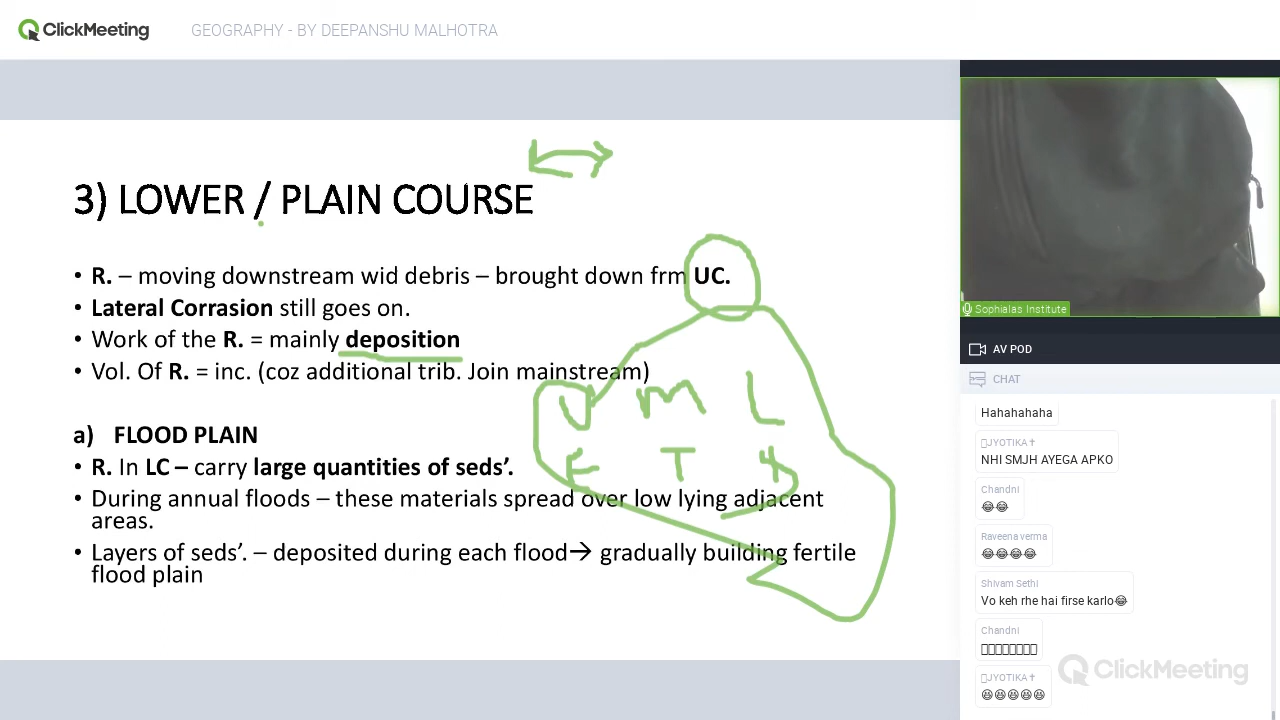 ClickMeeting
GEOGRAPHY - BY DEEPANSHU MALHOTRA
3) LOWER / PLAIN COURSE
• R. – moving downstream wid debris – brought down frm UC.
• Lateral Corrasion still goes on.
• Work of the R. = mainly deposition
• Vol. Of R. = inc. (coz additional trib. Join mainstream)
U M L
K T
a) FLOOD PLAIN
• R. In LC – carry large quantities of seds’.
• During annual floods – these materials spread over low lying adjacent
areas.
• Layers of seds’. – deposited during each flood→ gradually building fertile
flood plain
Sophialas Institute
AV POD
CHAT
Hahahahaha
JYOTIKA✝
NHI SMJH AYEGA APKO
Chandni
😂😂
Raveena verma
😂😂😂😂
Shivam Sethi
Vo keh rhe hai firse karlo😂
Chandni
JYOTIKA✝
😆😆😆😆😆
ClickMeeting